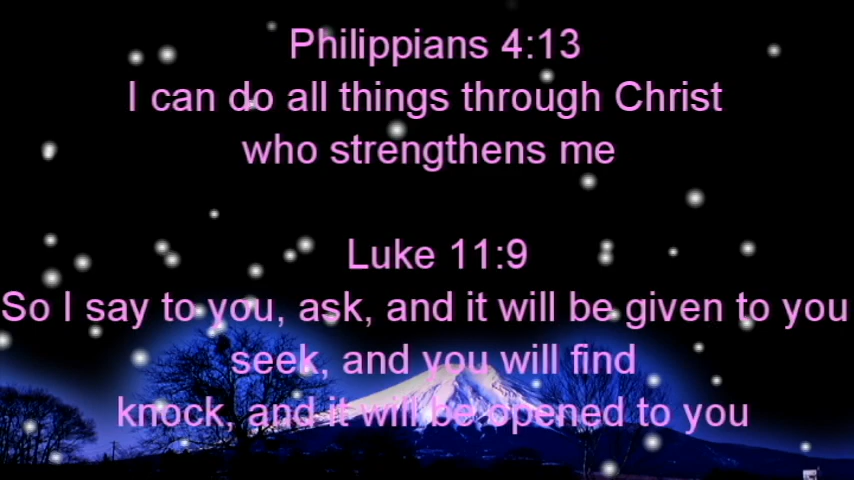 Philippians 4:13
I can do all things through Christ
who strengthens me
Luke 11:9
So I say to you, ask, and it will be given to you
seek, and you will find
knock, and it will be opened to you